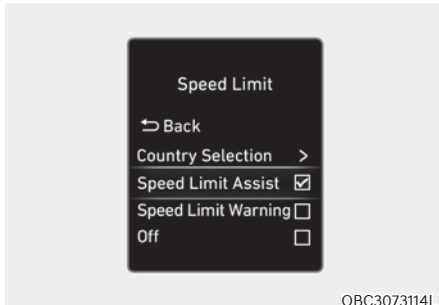 Speed Limit
Back
Country Selection >
Speed Limit Assist
Speed Limit Warning
Off
OBC3073114L